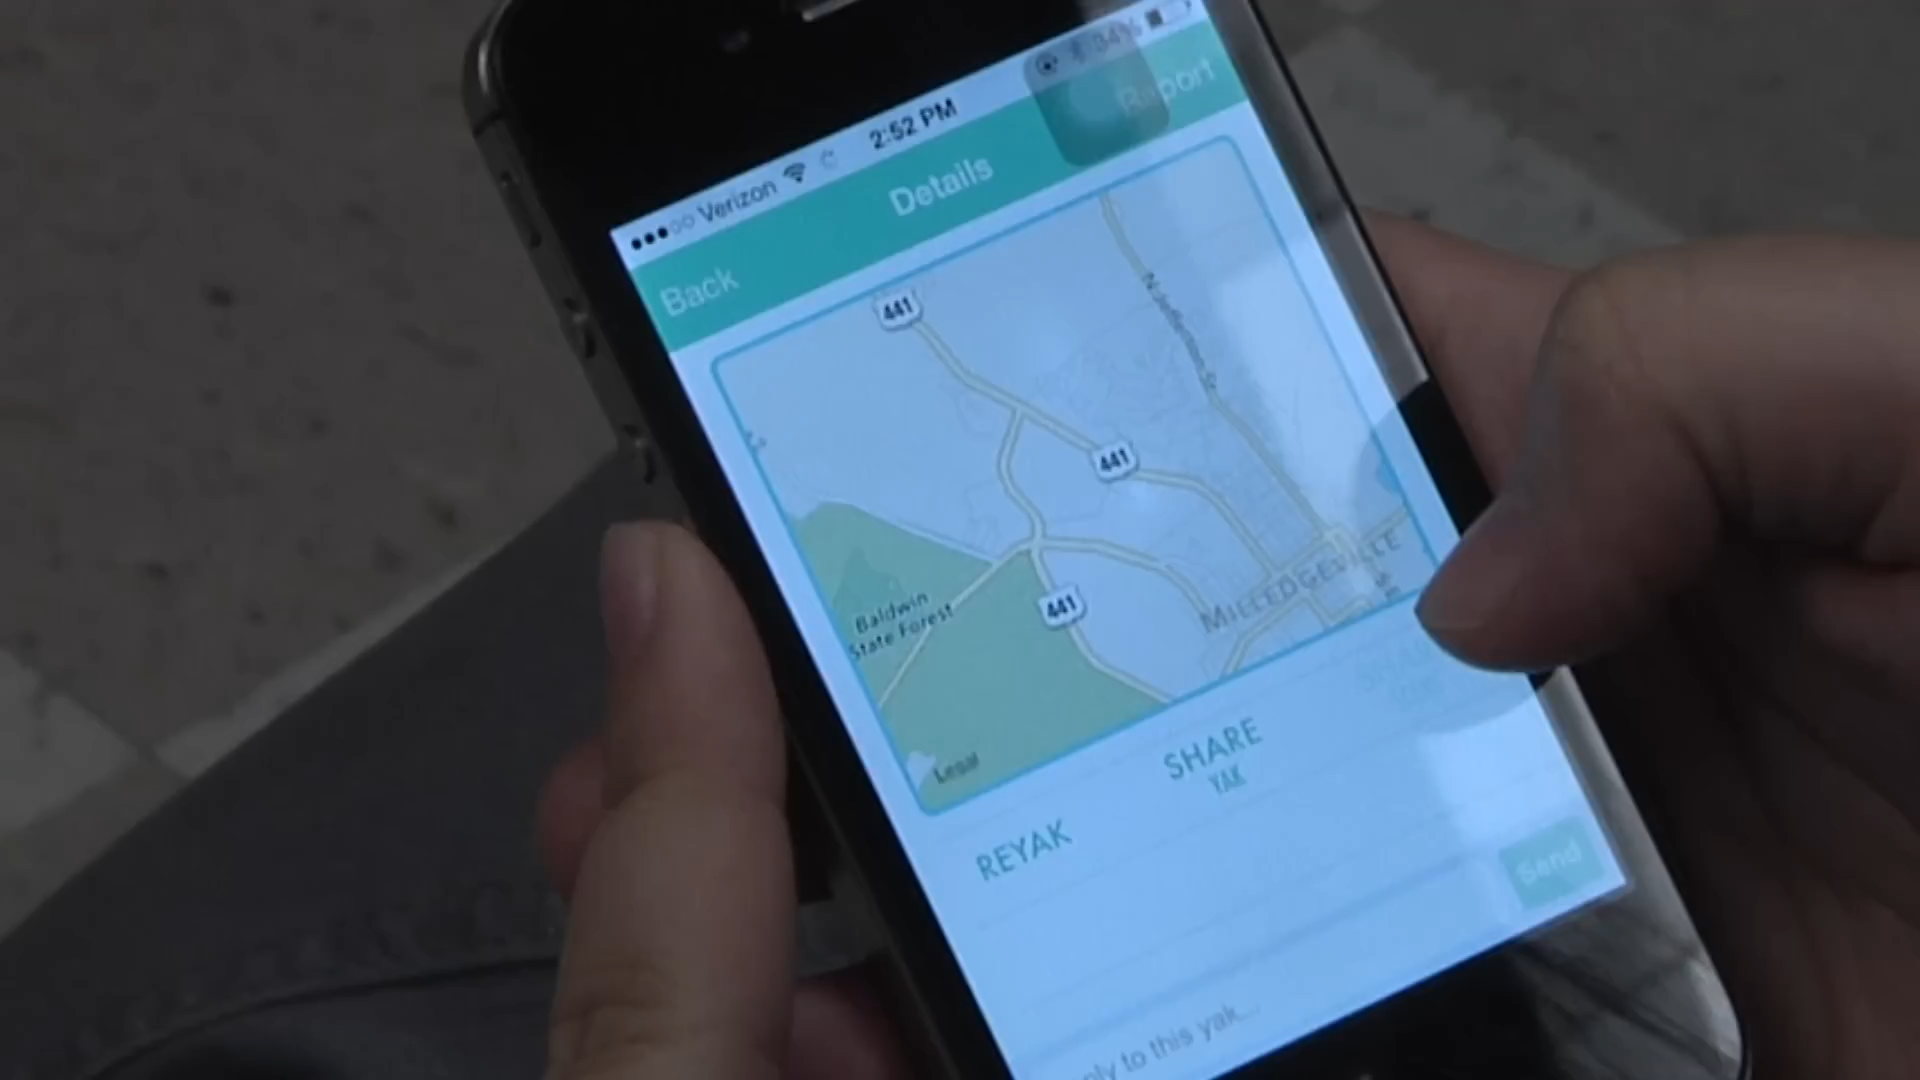 Verizon 2:52 PM 34%
Back Details Report
441
441
441
MILLEDGEVILLE
Baldwin
State Forest
Legal
SHARE
YAK
REYAK
Send
ply to this yak...